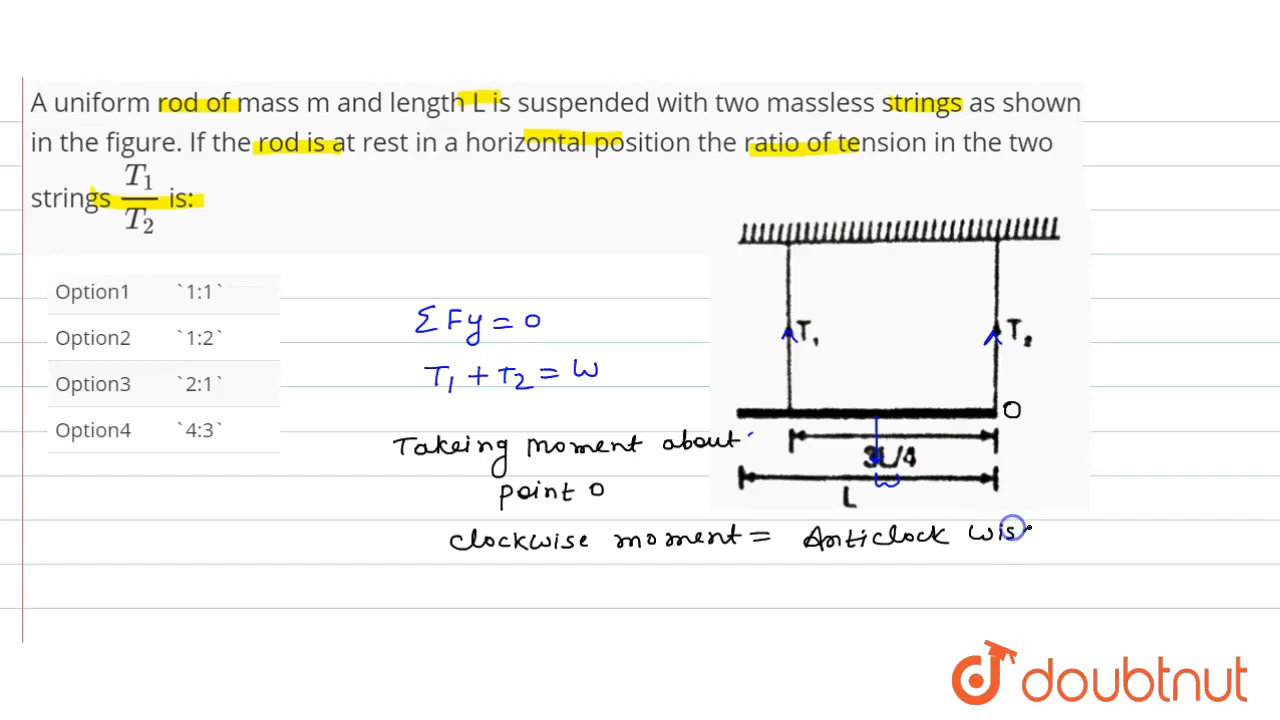 A uniform rod of mass m and length L is suspended with two massless strings as shown
in the figure. If the rod is at rest in a horizontal position the ratio of tension in the two
strings T₁/T₂ is:
Option1 `1:1`
Option2 `1:2`
Option3 `2:1`
Option4 `4:3`
ΣFy = 0
T₁ + T₂ = W
Takeing moment about
point O
clockwise moment = Anticlock wis
T₁
T₂
O
3L/4
W
L
doubtnut